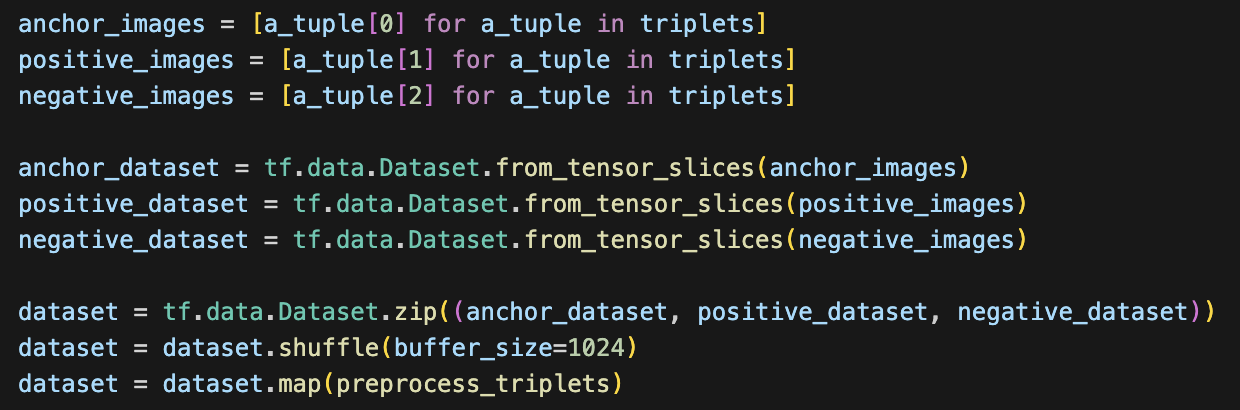 anchor_images = [a_tuple[0] for a_tuple in triplets]
positive_images = [a_tuple[1] for a_tuple in triplets]
negative_images = [a_tuple[2] for a_tuple in triplets]
anchor_dataset = tf.data.Dataset.from_tensor_slices(anchor_images)
positive_dataset = tf.data.Dataset.from_tensor_slices(positive_images)
negative_dataset = tf.data.Dataset.from_tensor_slices(negative_images)
dataset = tf.data.Dataset.zip((anchor_dataset, positive_dataset, negative_dataset))
dataset = dataset.shuffle(buffer_size=1024)
dataset = dataset.map(preprocess_triplets)